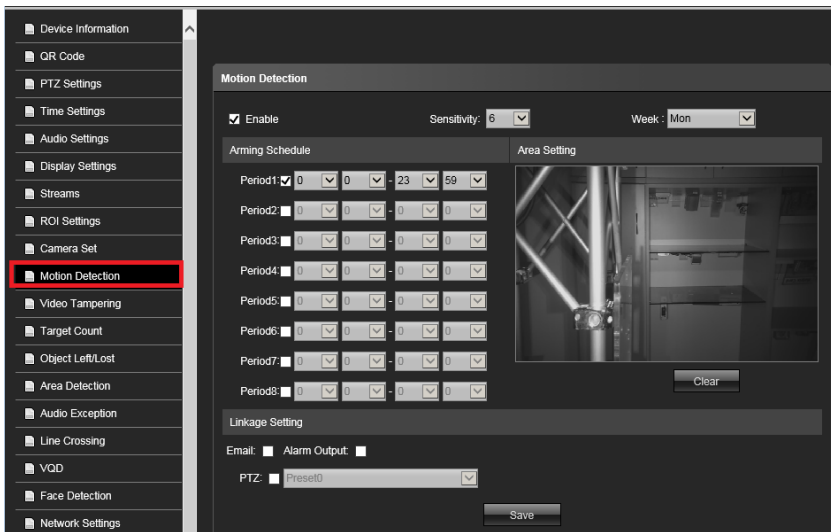 Device Information
QR Code
PTZ Settings
Time Settings
Audio Settings
Display Settings
Streams
ROI Settings
Camera Set
Motion Detection
Video Tampering
Target Count
Object Left/Lost
Area Detection
Audio Exception
Line Crossing
VQD
Face Detection
Network Settings
Motion Detection
Enable Sensitivity: 6 Week : Mon
Arming Schedule Area Setting
Period1: 0 0 - 23 59
Period2: 0 0 - 0 0
Period3: 0 0 - 0 0
Period4: 0 0 - 0 0
Period5: 0 0 - 0 0
Period6: 0 0 - 0 0
Period7: 0 0 - 0 0
Period8: 0 0 - 0 0
Clear
Linkage Setting
Email: Alarm Output:
PTZ: Preset0
Save